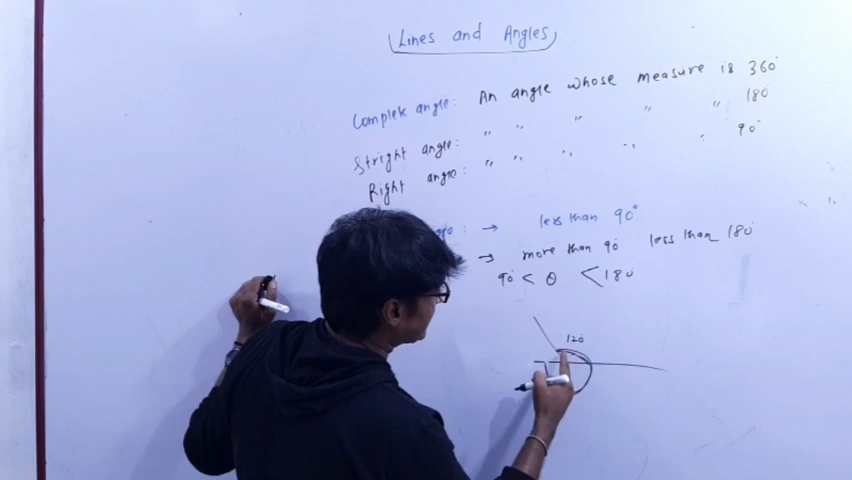 Lines and Angles
Complete angle: An angle whose measure is 360°
Stright angle: " " " " " 180°
Right angle: " " " " " 90°
: → less than 90°
→ more than 90° less than 180°
90° < θ < 180°
120°